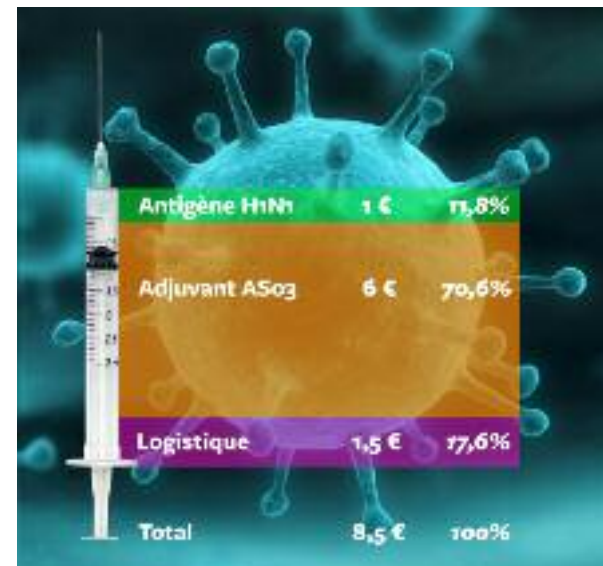 Antigène H1N1 1 € 11,8%
Adjuvant AS03 6 € 70,6%
Logistique 1,5 € 17,6%
Total 8,5 € 100%